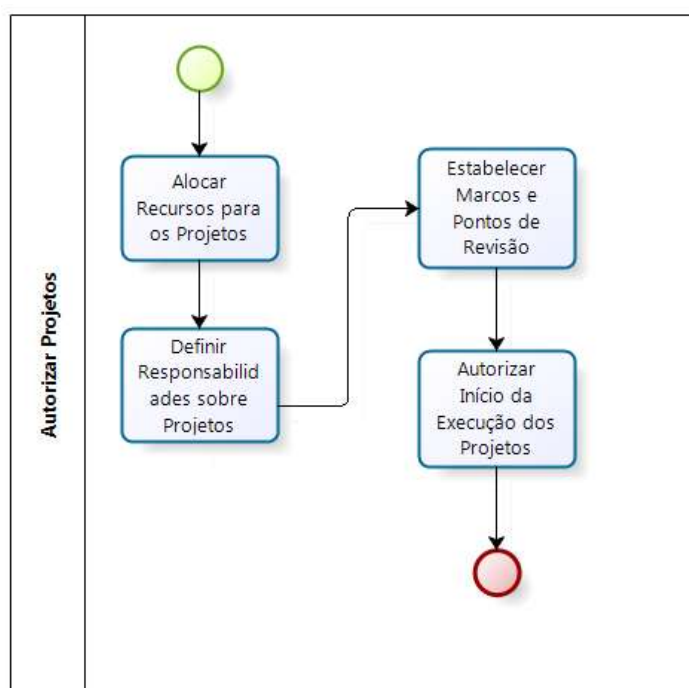 Autorizar Projetos
Alocar
Recursos para
os Projetos
Definir
Responsabilid
ades sobre
Projetos
Estabelecer
Marcos e
Pontos de
Revisão
Autorizar
Início da
Execução dos
Projetos